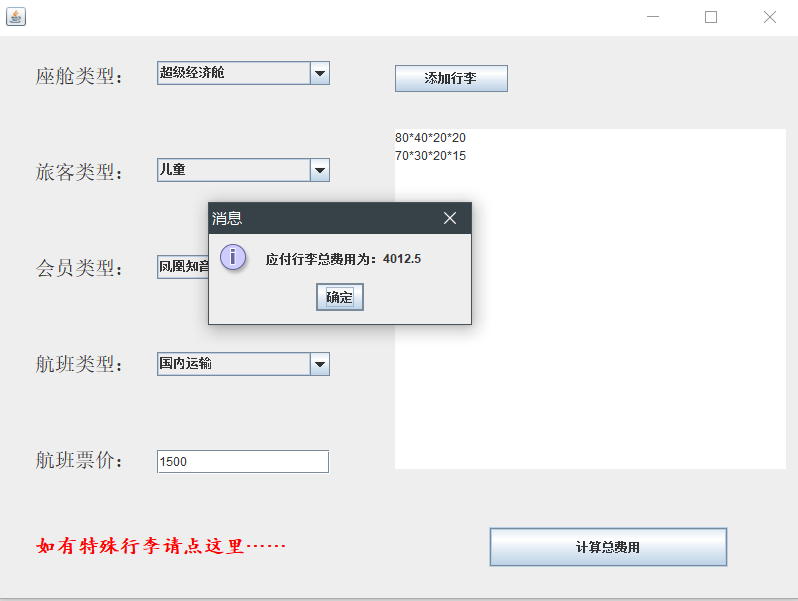 座舱类型：
超级经济舱
添加行李
80*40*20*20
70*30*20*15
旅客类型：
儿童
消息
应付行李总费用为：4012.5
确定
会员类型：
凤凰知音
航班类型：
国内运输
航班票价：
1500
如有特殊行李请点这里……
计算总费用